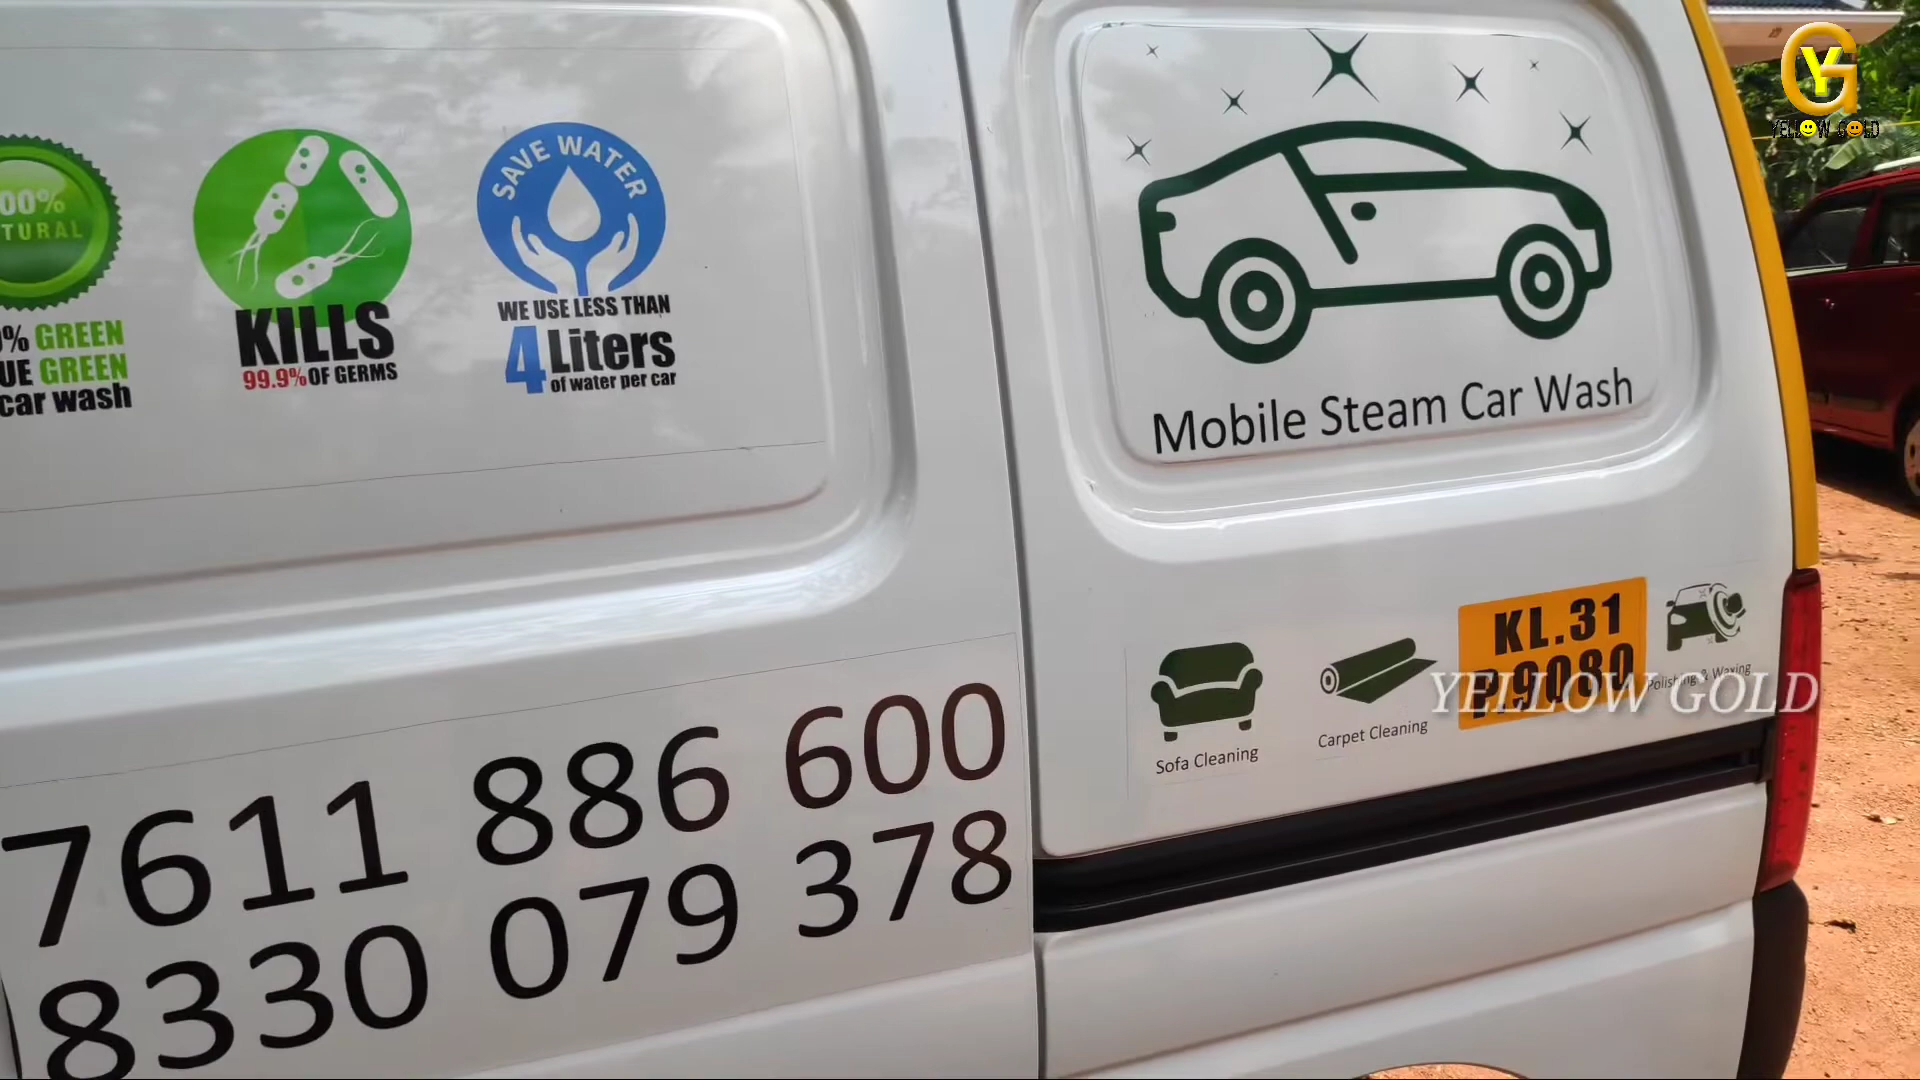 00%
TURAL
% GREEN
UE GREEN
car wash
KILLS
99.9% OF GERMS
SAVE WATER
WE USE LESS THAN
4 Liters
of water per car
Mobile Steam Car Wash
YG
YELLOW GOLD
Sofa Cleaning
Carpet Cleaning
KL.31
P.9080
Polishing & Waxing
YELLOW GOLD
7611 886 600
8330 079 378